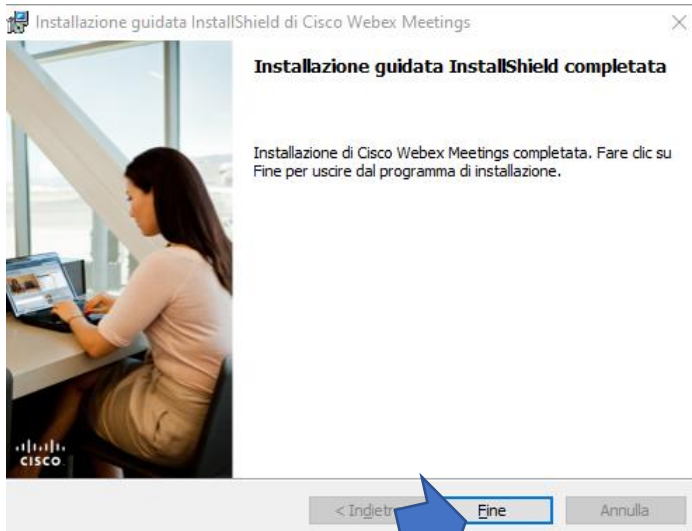 Installazione guidata InstallShield di Cisco Webex Meetings
Installazione guidata InstallShield completata
Installazione di Cisco Webex Meetings completata. Fare clic su
Fine per uscire dal programma di installazione.
CISCO
< Indietr
Fine
Annulla